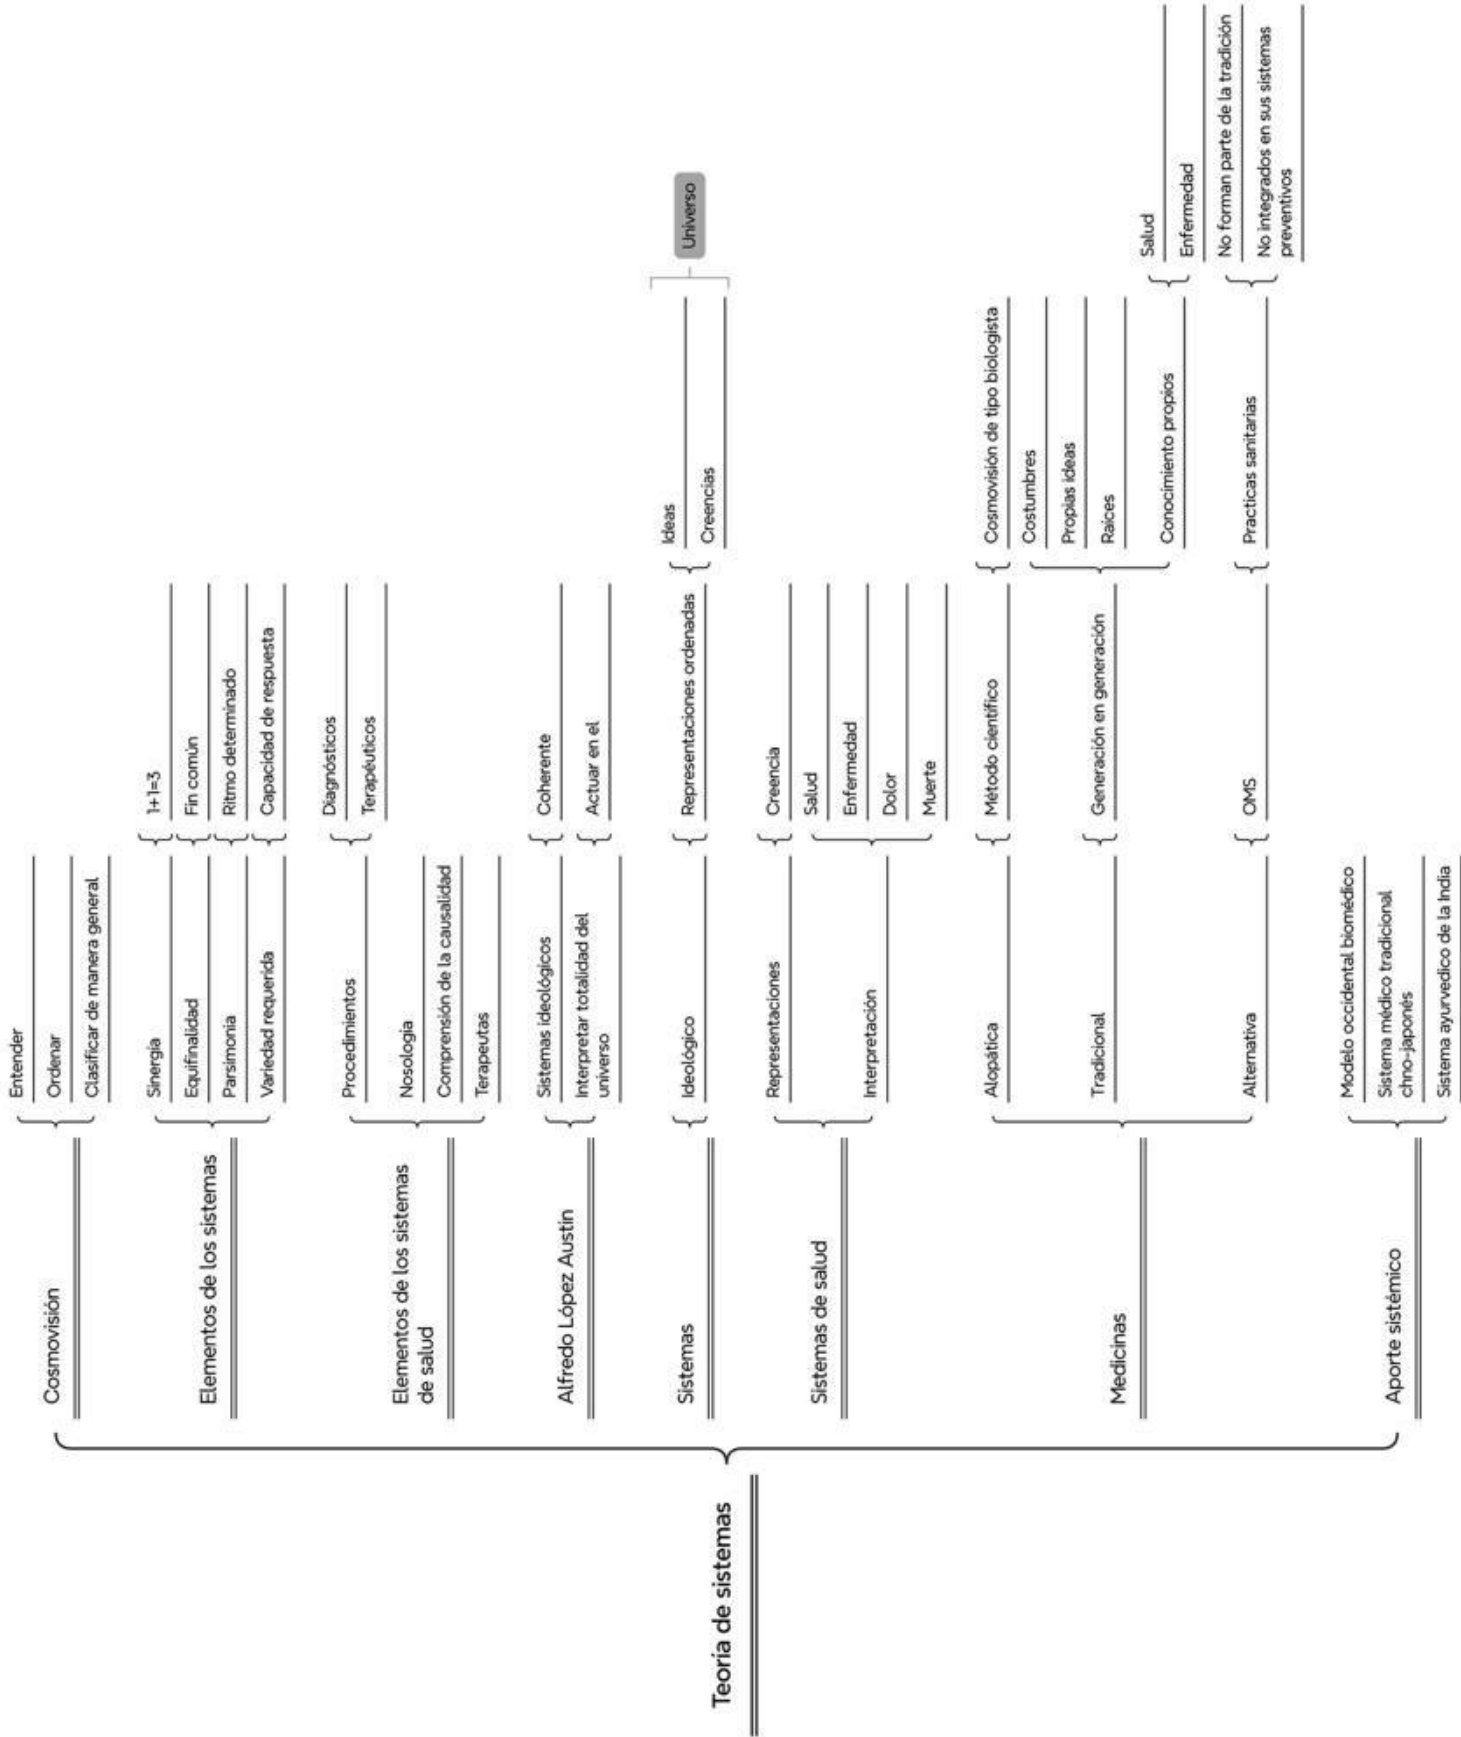 Teoría de sistemas
Cosmovisión
Entender
Ordenar
Clasificar de manera general
Elementos de los sistemas
Sinergia
1+1=3
Equifinalidad
Fin común
Parsimonia
Ritmo determinado
Variedad requerida
Capacidad de respuesta
Elementos de los sistemas
de salud
Procedimientos
Diagnósticos
Terapéuticos
Nosología
Comprensión de la causalidad
Terapeutas
Alfredo López Austin
Sistemas ideológicos
Coherente
Interpretar totalidad del
universo
Actuar en el
Sistemas
Ideológico
Representaciones ordenadas
Ideas
Creencias
Universo
Sistemas de salud
Representaciones
Creencia
Interpretación
Salud
Enfermedad
Dolor
Muerte
Medicinas
Alopática
Método científico
Cosmovisión de tipo biologista
Tradicional
Generación en generación
Costumbres
Propias ideas
Raíces
Conocimiento propios
Salud
Enfermedad
Alternativa
OMS
Practicas sanitarias
No forman parte de la tradición
No integrados en sus sistemas
preventivos
Aporte sistémico
Modelo occidental biomédico
Sistema médico tradicional
chno-japonés
Sistema ayurvedico de la India